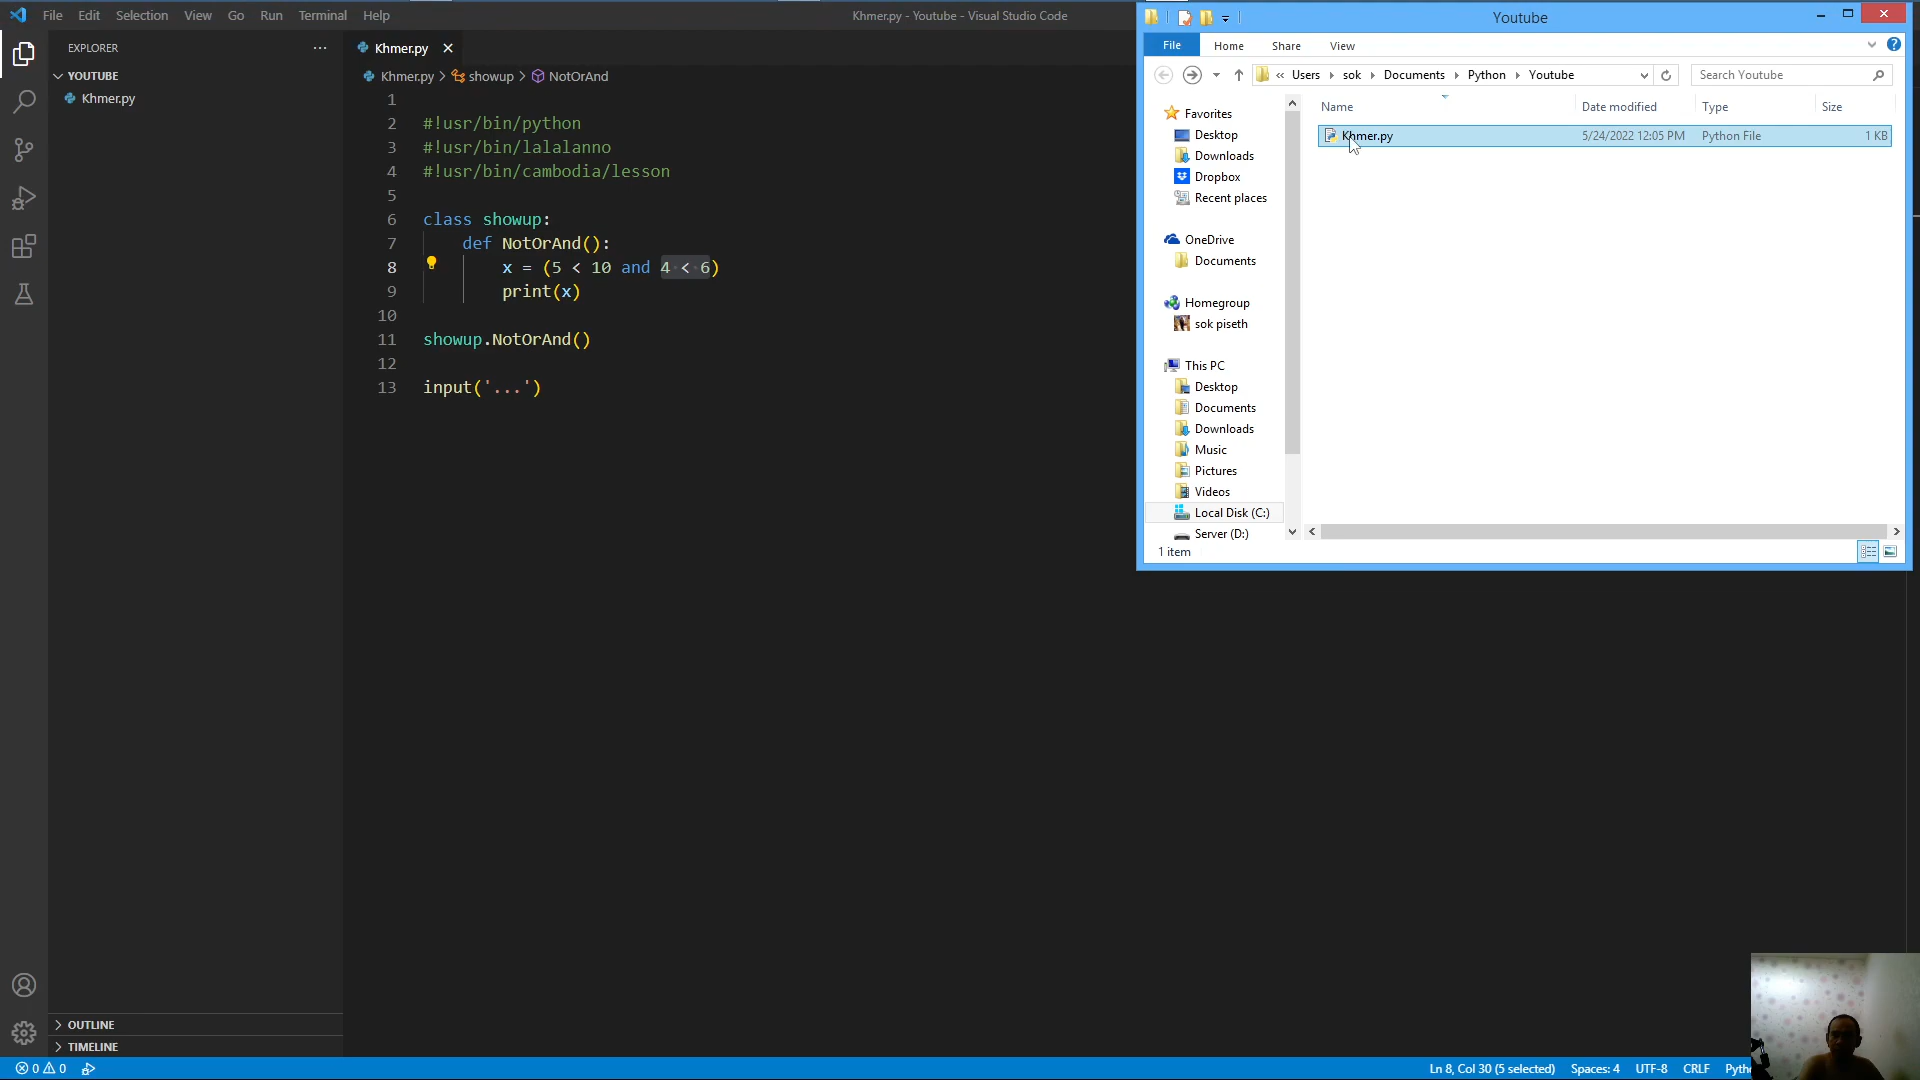 File Edit Selection View Go Run Terminal Help
Khmer.py - Youtube - Visual Studio Code
EXPLORER
YOUTUBE
Khmer.py
OUTLINE
TIMELINE
Khmer.py
Khmer.py > showup > NotOrAnd
1
2 #!usr/bin/python
3 #!usr/bin/lalalanno
4 #!usr/bin/cambodia/lesson
5
6 class showup:
7 def NotOrAnd():
8 x = (5 < 10 and 4 < 6)
9 print(x)
10
11 showup.NotOrAnd()
12
13 input('...')
Youtube
File Home Share View
« Users Sok Documents Python Youtube
Search Youtube
Favorites
Desktop
Downloads
Dropbox
Recent places
OneDrive
Documents
Homegroup
sok piseth
This PC
Desktop
Documents
Downloads
Music
Pictures
Videos
Local Disk (C:)
Server (D:)
Name Date modified Type Size
Khmer.py 5/24/2022 12:05 PM Python File 1 KB
1 item
0 0
Ln 8, Col 30 (5 selected) Spaces: 4 UTF-8 CRLF